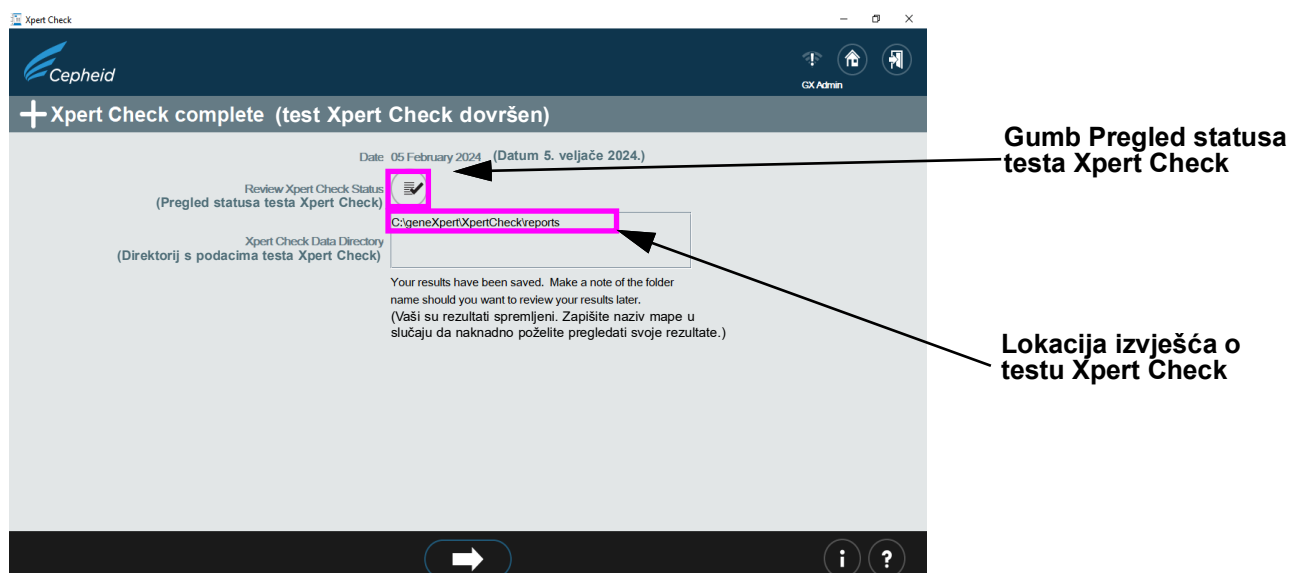 Xpert Check
Cepheid
GX Admin
Xpert Check complete (test Xpert Check dovršen)
Date 05 February 2024 (Datum 5. veljače 2024.)
Review Xpert Check Status
(Pregled statusa testa Xpert Check)
C:\geneXpert\XpertCheck\reports
Xpert Check Data Directory
(Direktorij s podacima testa Xpert Check)
Your results have been saved. Make a note of the folder
name should you want to review your results later.
(Vaši su rezultati spremljeni. Zapišite naziv mape u
slučaju da naknadno poželite pregledati svoje rezultate.)
i ?
Gumb Pregled statusa
testa Xpert Check
Lokacija izvješća o
testu Xpert Check